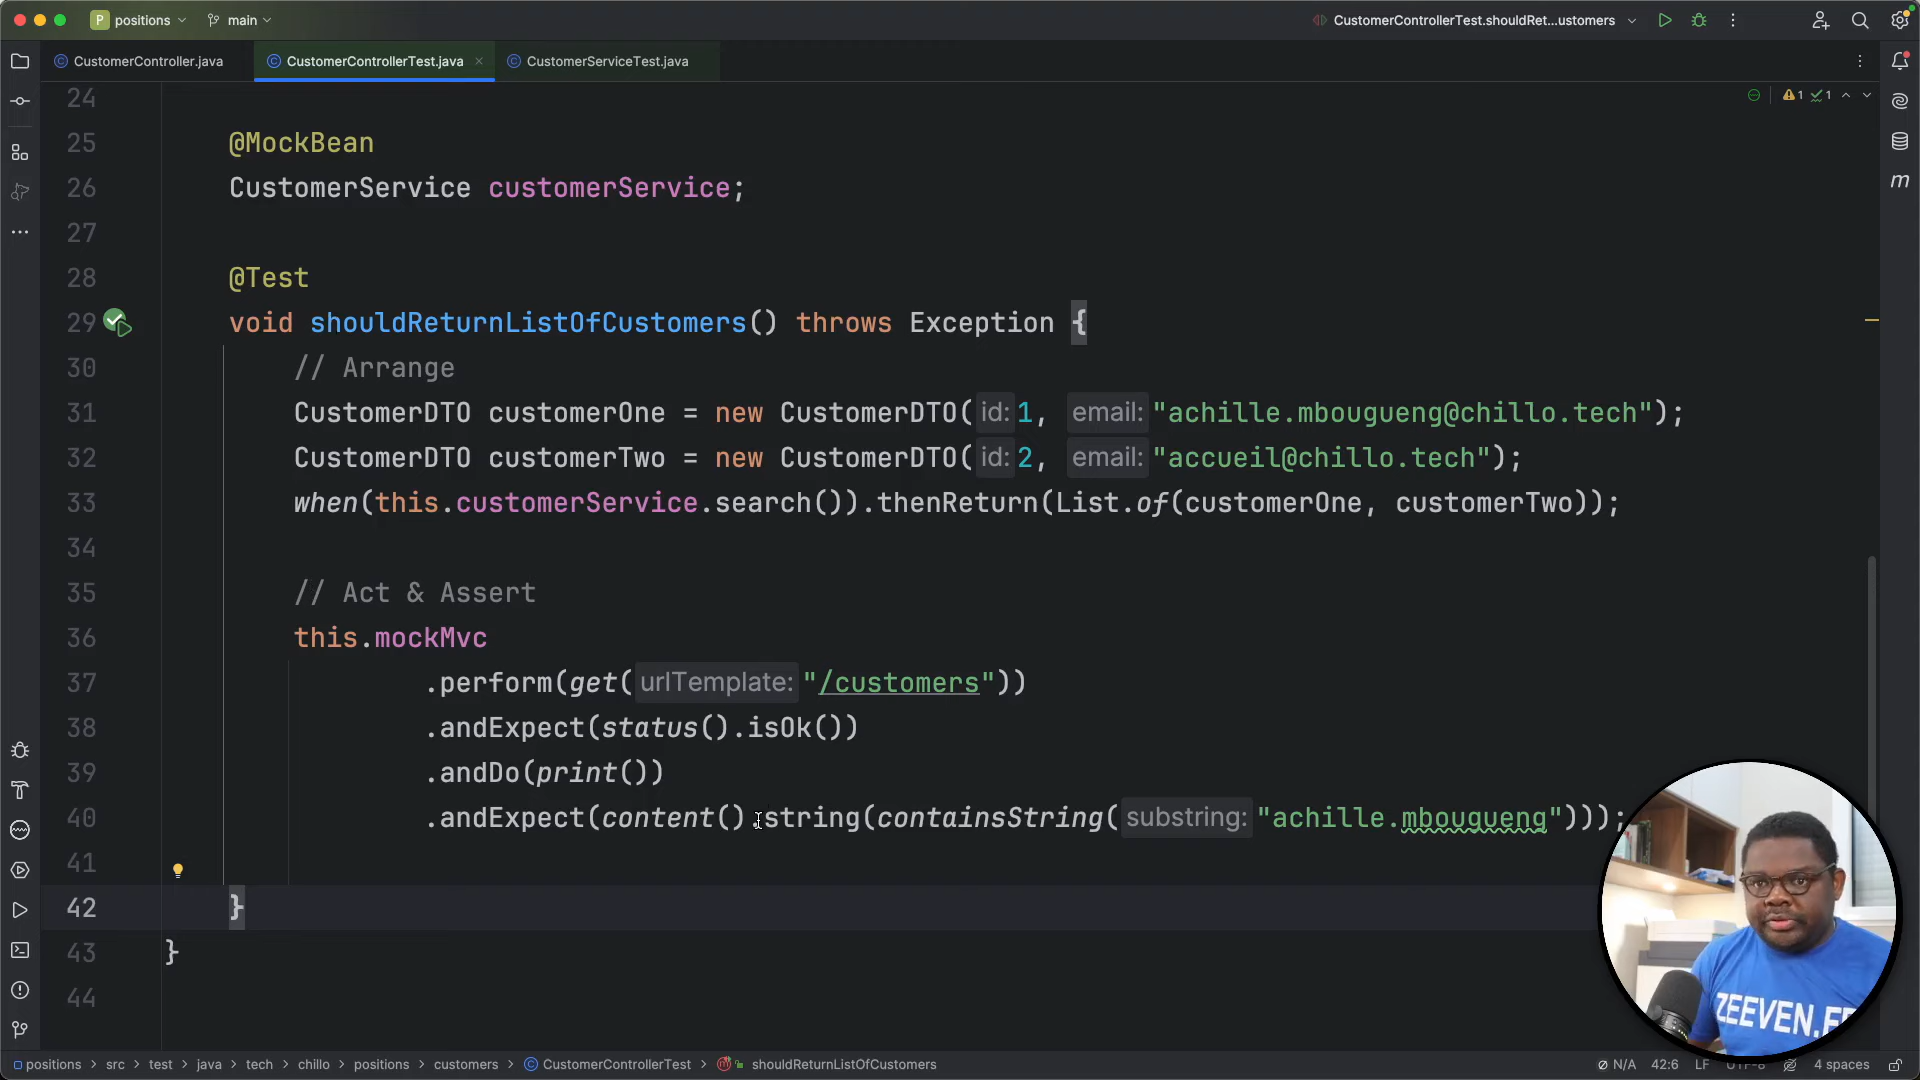 P positions main CustomerControllerTest.shouldRet...ustomers
CustomerController.java CustomerControllerTest.java CustomerServiceTest.java
24 1 1
25 @MockBean
26 CustomerService customerService;
27
28 @Test
29 void shouldReturnListOfCustomers() throws Exception {
30 // Arrange
31 CustomerDTO customerOne = new CustomerDTO( id: 1, email: "achille.mbougueng@chillo.tech");
32 CustomerDTO customerTwo = new CustomerDTO( id: 2, email: "accueil@chillo.tech");
33 when(this.customerService.search()).thenReturn(List.of(customerOne, customerTwo));
34
35 // Act & Assert
36 this.mockMvc
37 .perform(get( urlTemplate: "/customers"))
38 .andExpect(status().isOk())
39 .andDo(print())
40 .andExpect(content().string(containsString( substring: "achille.mbougueng")));
41
42 }
43 }
44
ZEEVEN.FR
positions > src > test > java > tech > chillo > positions > customers > CustomerControllerTest > shouldReturnListOfCustomers N/A 42:6 LF UTF-8 4 spaces